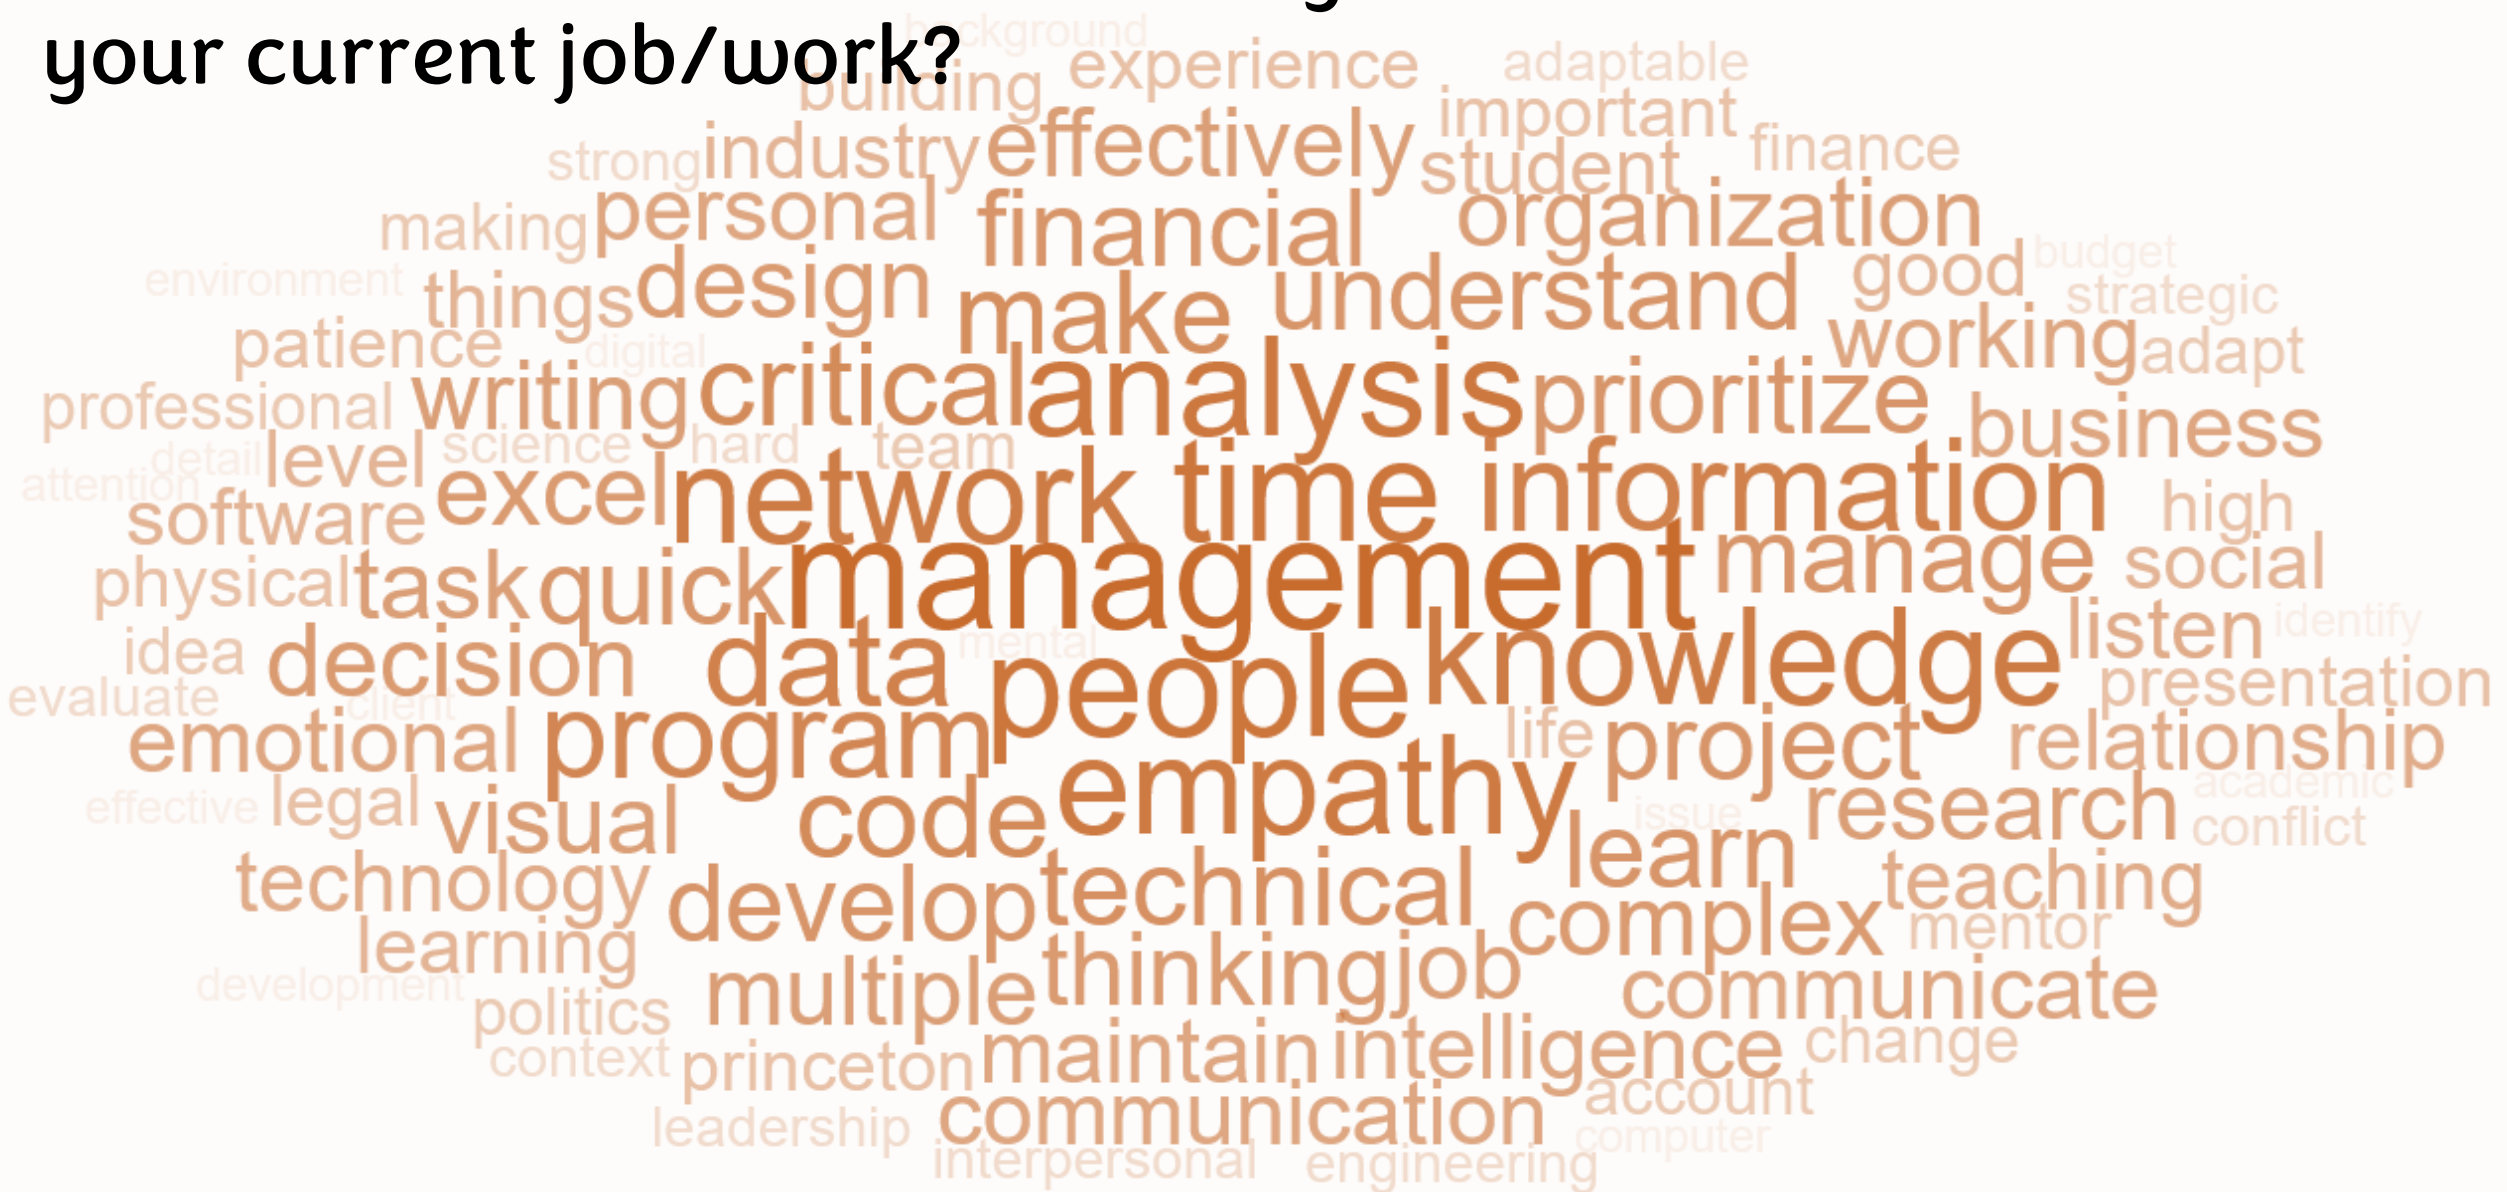 your current job/work?
background
experience adaptable
building important
strong industry effectively student finance
making personal financial organization
environment things design make understand good budget
strategic
patience digital working adapt
professional writing critical analysis prioritize business
detail level science hard team
attention software excel network time information high
physical task quick management manage social
idea decision data mental people knowledge listen identify
evaluate client presentation
emotional program life project relationship
effective legal visual code empathy issue research academic
conflict
technology develop technical learn teaching
learning complex mentor
development multiple thinking job communicate
politics
context princeton maintain intelligence change
leadership communication account
interpersonal engineering computer